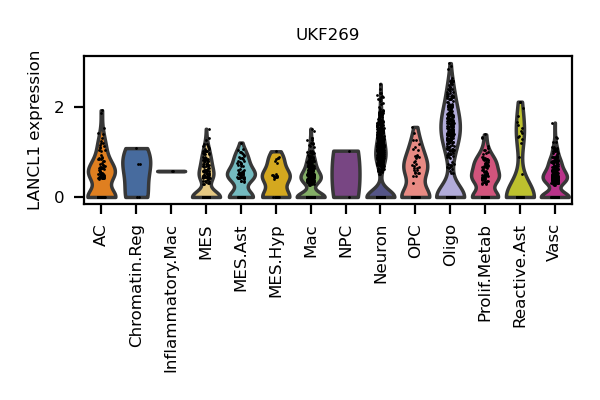 UKF269
LANCL1 expression
2
0
AC
Chromatin.Reg
Inflammatory.Mac
MES
MES.Ast
MES.Hyp
Mac
NPC
Neuron
OPC
Oligo
Prolif.Metab
Reactive.Ast
Vasc